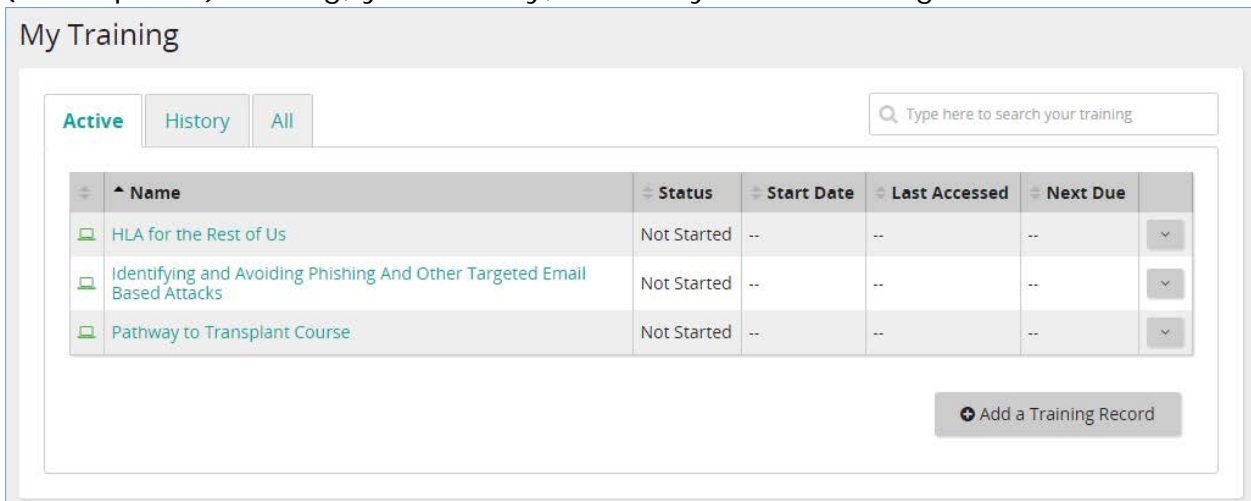 My Training
Active History All
Type here to search your training
Name Status Start Date Last Accessed Next Due
HLA for the Rest of Us Not Started -- -- --
Identifying and Avoiding Phishing And Other Targeted Email
Based Attacks Not Started -- -- --
Pathway to Transplant Course Not Started -- -- --
Add a Training Record